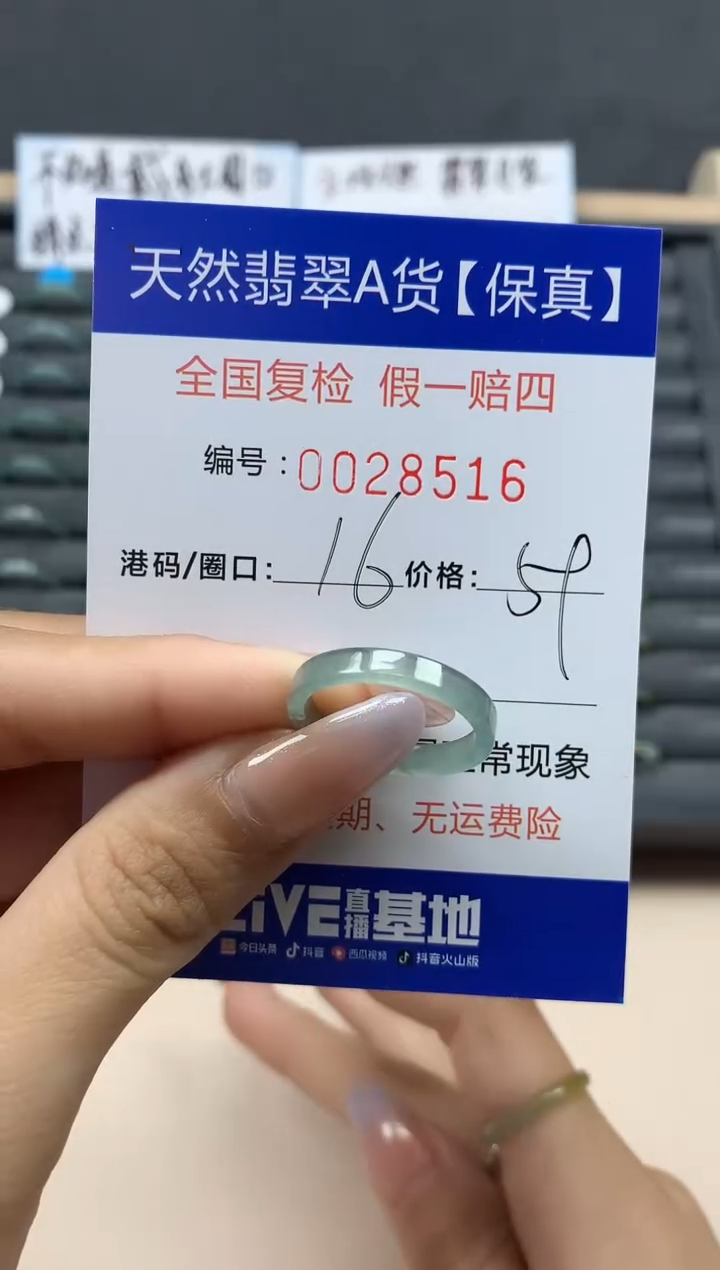 天然翡翠A货【保真】
全国复检 假一赔四
编号：0028516
港码/圈口：16 价格：59
常现象
期、无运费险
LIVE直播基地
今日头条 抖音 西瓜视频 抖音火山版